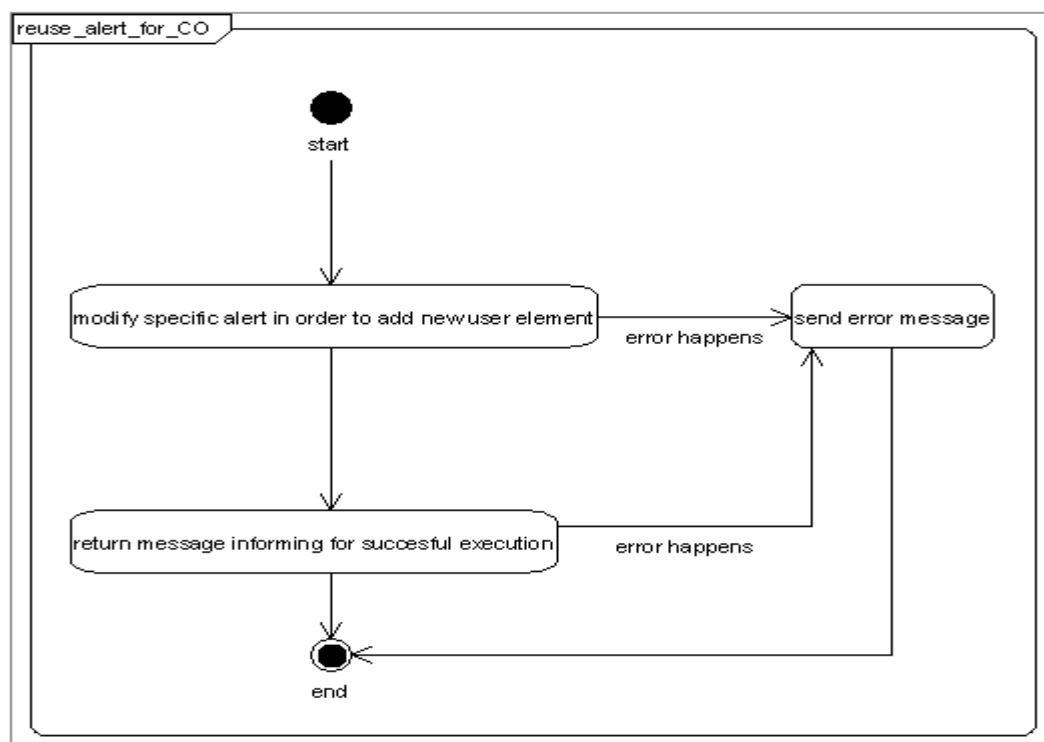 reuse_alert_for_CO
start
modify specific alert in order to add new user element
send error message
error happens
return message informing for succesful execution
error happens
end